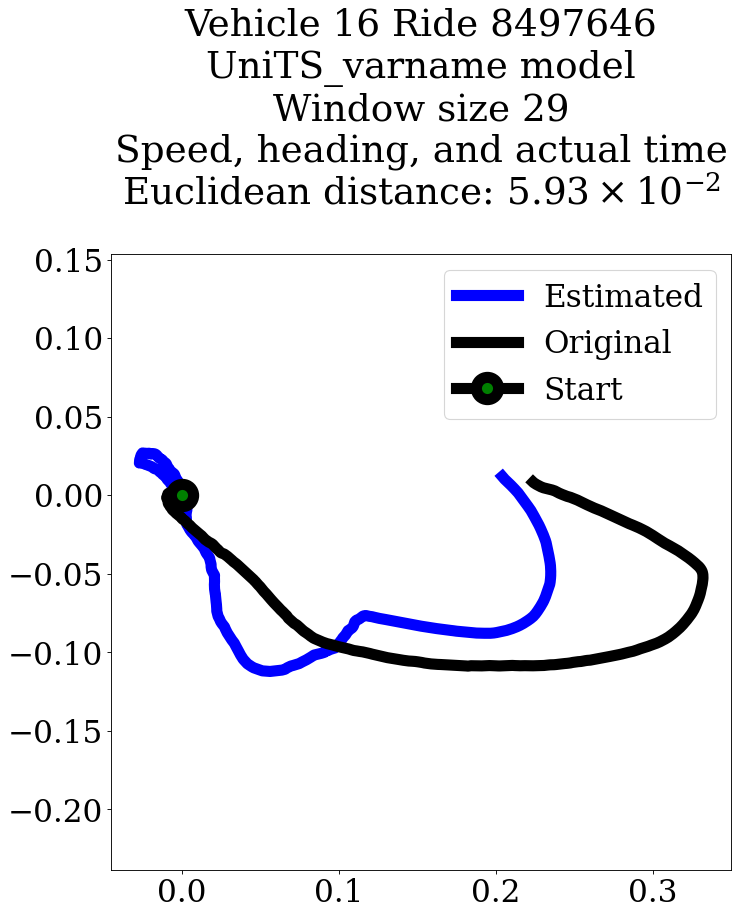 Vehicle 16 Ride 8497646
UniTS_varname model
Window size 29
Speed, heading, and actual time
Euclidean distance: 5.93 × 10⁻²
Estimated
Original
Start
0.15
0.10
0.05
0.00
−0.05
−0.10
−0.15
−0.20
0.0 0.1 0.2 0.3